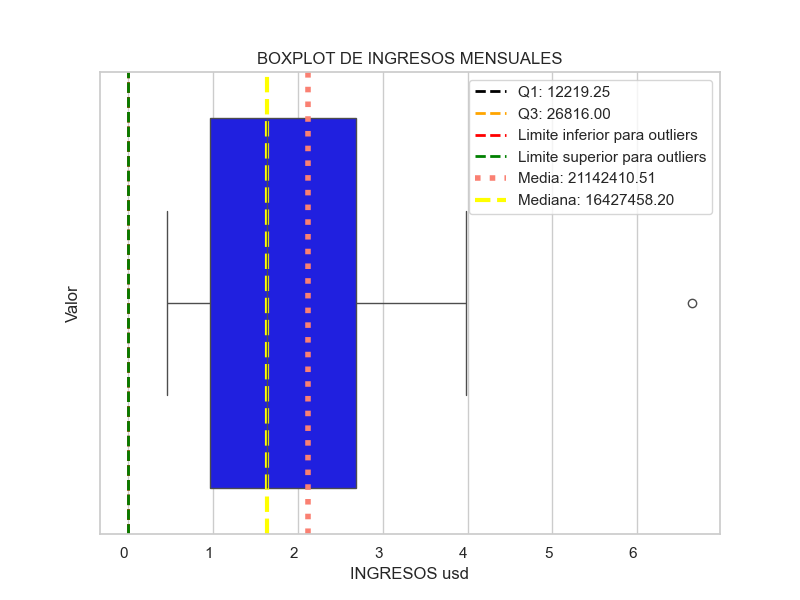 BOXPLOT DE INGRESOS MENSUALES
Q1: 12219.25
Q3: 26816.00
Limite inferior para outliers
Limite superior para outliers
Media: 21142410.51
Mediana: 16427458.20
Valor
0 1 2 3 4 5 6
INGRESOS usd